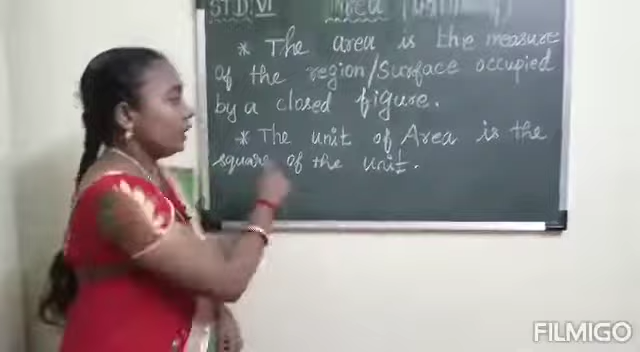 STD: VI Area
* The area is the measure
of the region/surface occupied
by a closed figure.
* The unit of Area is the
square of the unit.
FILMIGO